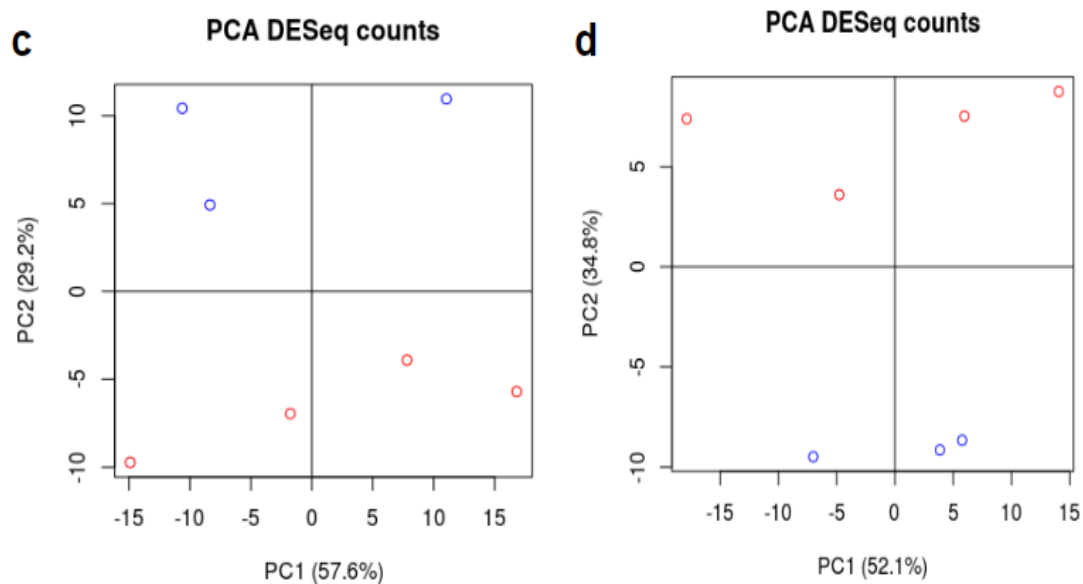 c
PCA DESeq counts
PC2 (29.2%)
10
5
0
-5
-10
-15 -10 -5 0 5 10 15
PC1 (57.6%)
d
PCA DESeq counts
PC2 (34.8%)
5
0
-5
-10
-15 -10 -5 0 5 10 15
PC1 (52.1%)